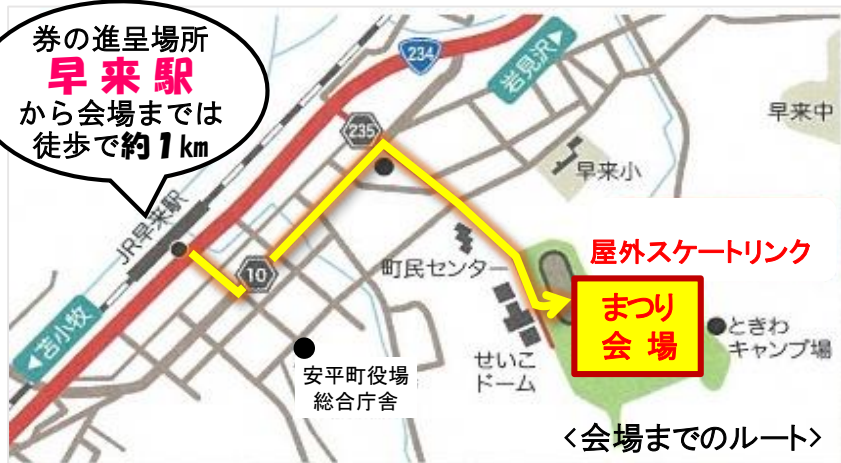 券の進呈場所
早来駅
から会場までは
徒歩で約1km
234
岩見沢▶
235
早来中
早来小
JR早来駅
10
町民センター
屋外スケートリンク
まつり
会場
◀苫小牧
せいこ
ドーム
ときわ
キャンプ場
安平町役場
総合庁舎
<会場までのルート>